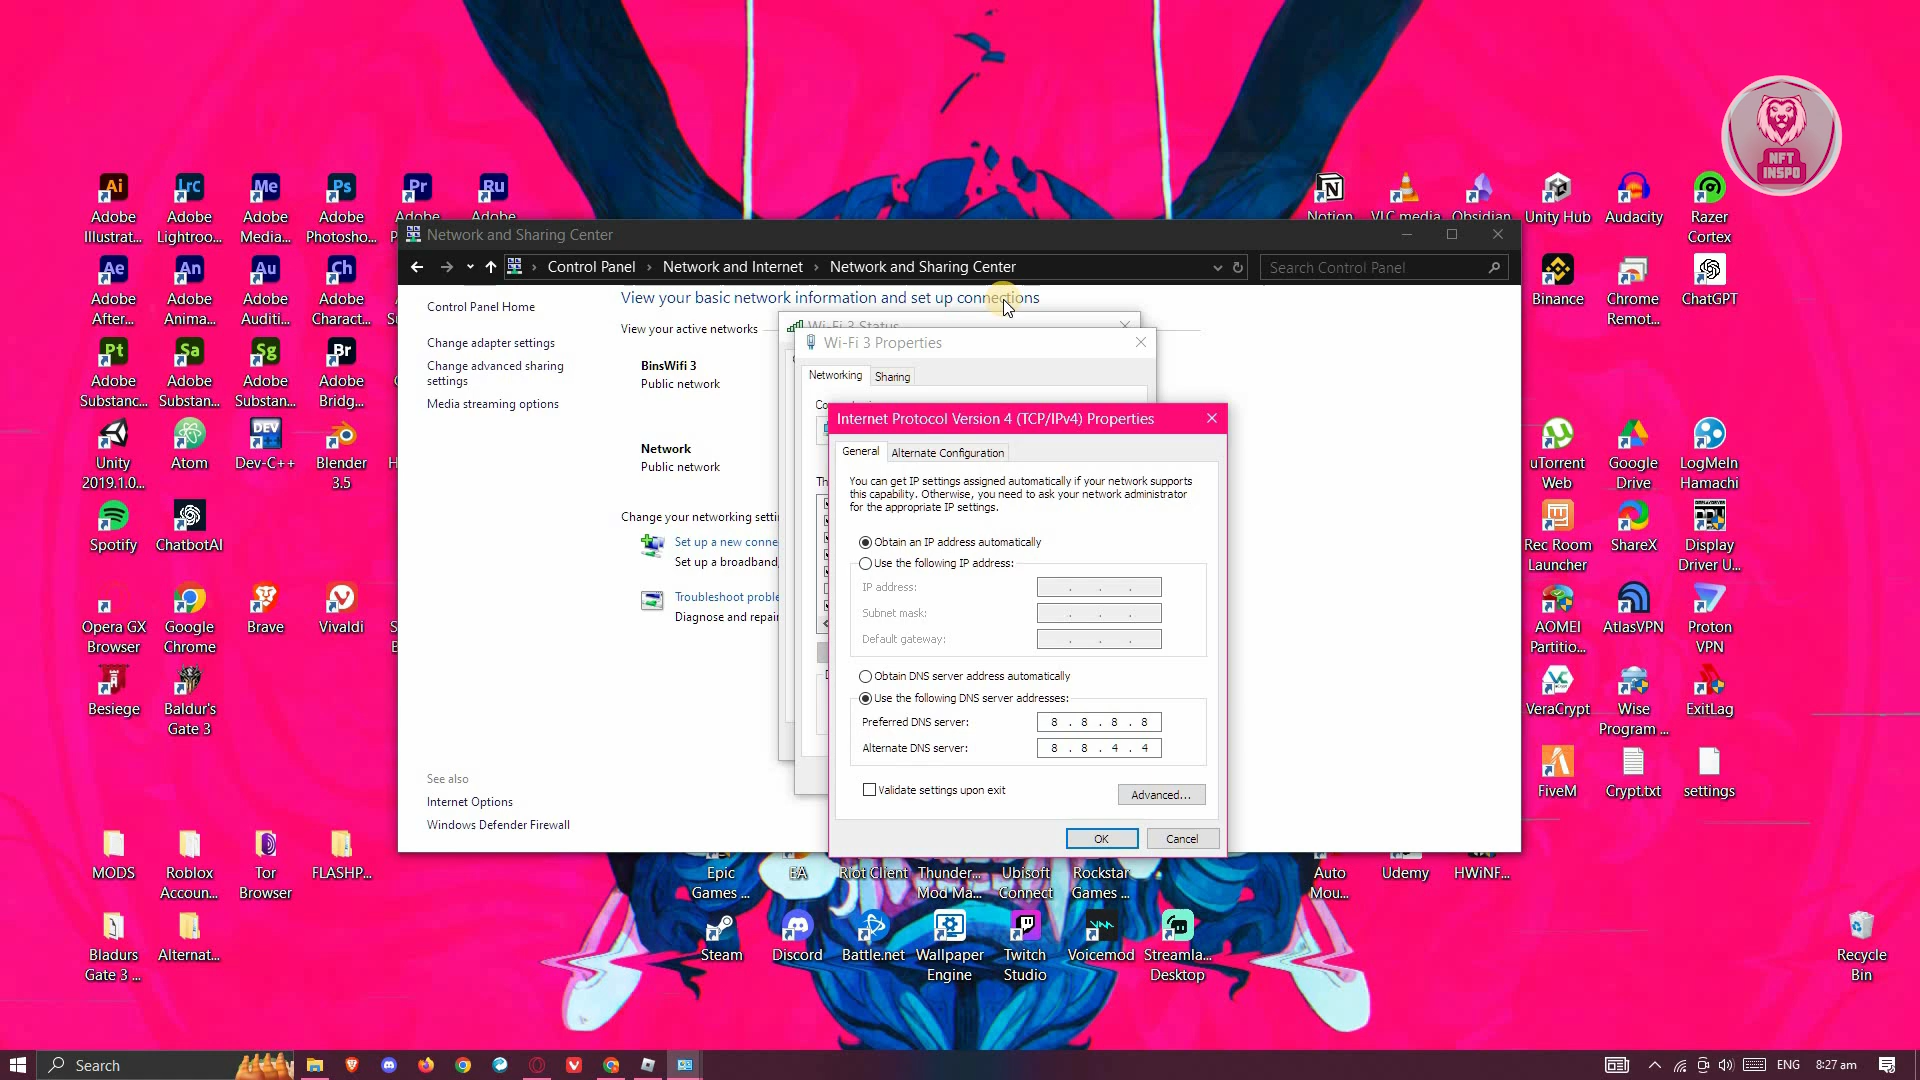 NFT
INSPO
Adobe
Illustrat...
Adobe
Lightroo...
Adobe
Media...
Adobe
Photosho...
Adobe
Adobe
Notion
VLC media
Obsidian
Unity Hub
Audacity
Razer
Cortex
Adobe
After...
Adobe
Anima...
Adobe
Auditi...
Adobe
Charact...
Binance
Chrome
Remot...
ChatGPT
Adobe
Substanc...
Adobe
Substan...
Adobe
Substan...
Adobe
Bridg...
Unity
2019.1.0...
Atom
Dev-C++
Blender
3.5
uTorrent
Web
Google
Drive
LogMeIn
Hamachi
Spotify
ChatbotAI
Rec Room
Launcher
ShareX
Display
Driver U...
Opera GX
Browser
Google
Chrome
Brave
Vivaldi
AOMEI
Partitio...
AtlasVPN
Proton
VPN
Besiege
Baldur's
Gate 3
VeraCrypt
Wise
Program ...
ExitLag
FiveM
Crypt.txt
settings
Network and Sharing Center
Control Panel
Network and Internet
Network and Sharing Center
Search Control Panel
Control Panel Home
Change adapter settings
Change advanced sharing
settings
Media streaming options
See also
Internet Options
Windows Defender Firewall
View your basic network information and set up connections
View your active networks
BinsWifi 3
Public network
Network
Public network
Change your networking setti
Set up a new conne
Set up a broadband,
Troubleshoot proble
Diagnose and repai
Wi-Fi 3 Status
Wi-Fi 3 Properties
Networking
Sharing
Internet Protocol Version 4 (TCP/IPv4) Properties
General
Alternate Configuration
You can get IP settings assigned automatically if your network supports
this capability. Otherwise, you need to ask your network administrator
for the appropriate IP settings.
Obtain an IP address automatically
Use the following IP address:
IP address:
Subnet mask:
Default gateway:
Obtain DNS server address automatically
Use the following DNS server addresses:
Preferred DNS server: 8 . 8 . 8 . 8
Alternate DNS server: 8 . 8 . 4 . 4
Validate settings upon exit
Advanced...
OK
Cancel
MODS
Roblox
Accoun...
Tor
Browser
FLASHP...
Epic
Games ...
EA
Riot Client
Thunder...
Mod Ma...
Ubisoft
Connect
Rockstar
Games ...
Auto
Mou...
Udemy
HWiNF...
Bladurs
Gate 3 ...
Alternat...
Steam
Discord
Battle.net
Wallpaper
Engine
Twitch
Studio
Voicemod
Streamla...
Desktop
Recycle
Bin
Search
ENG
8:27 am